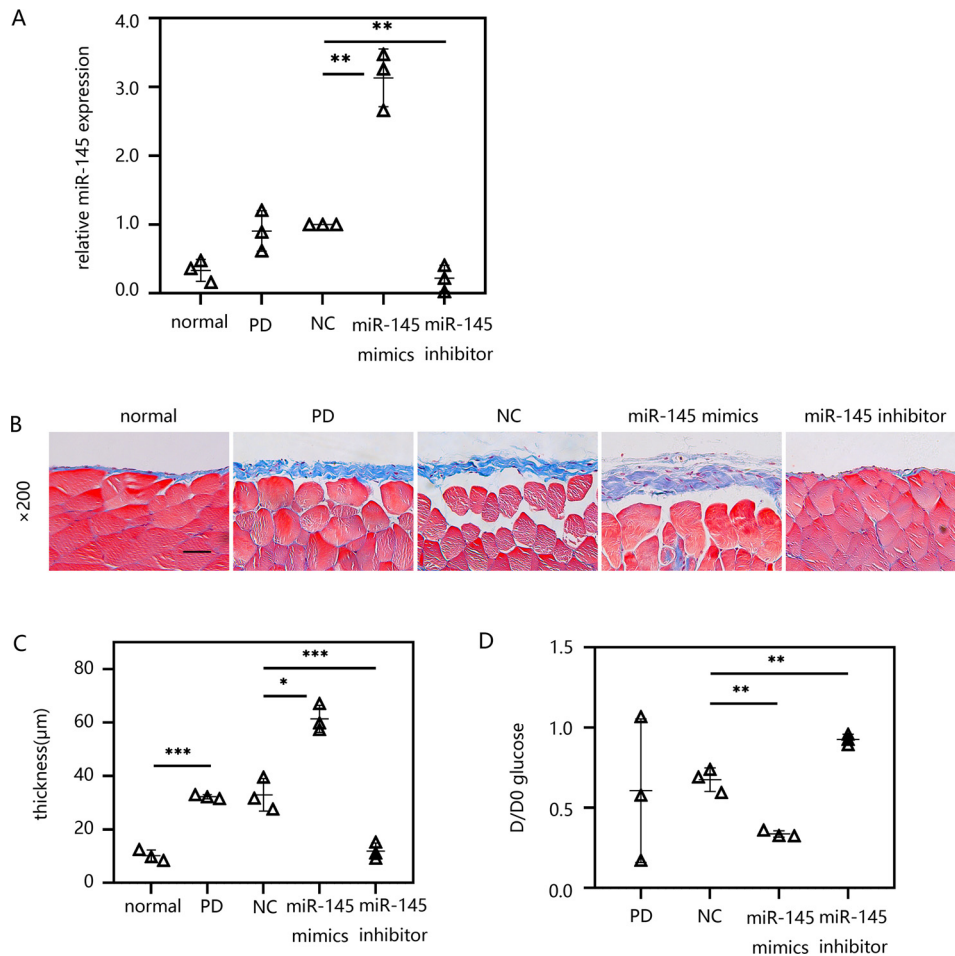 A
relative miR-145 expression
4.0
3.0
2.0
1.0
0.0
**
**
normal
PD
NC
miR-145
mimics
miR-145
inhibitor
B
normal
PD
NC
miR-145 mimics
miR-145 inhibitor
×200
C
thickness(μm)
80
60
40
20
0
***
*
***
normal
PD
NC
miR-145
mimics
miR-145
inhibitor
D
D/D0 glucose
1.5
1.0
0.5
0.0
**
**
PD
NC
miR-145
mimics
miR-145
inhibitor